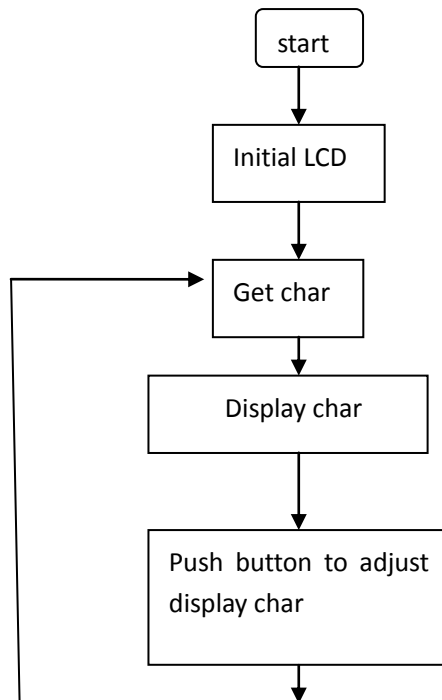 start
Initial LCD
Get char
Display char
Push button to adjust
display char